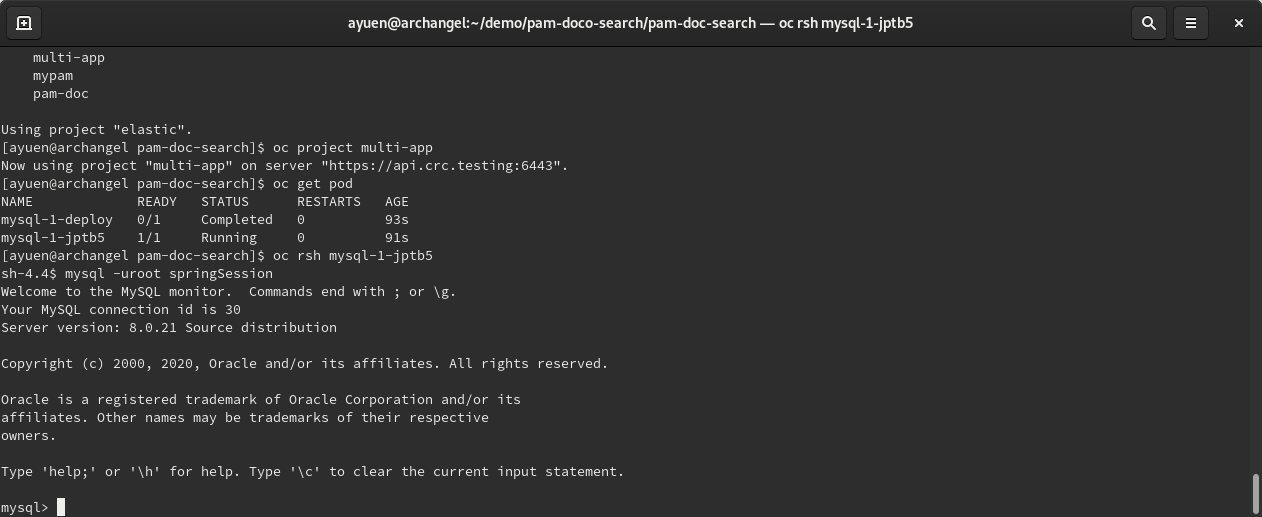 ayuen@archangel:~/demo/pam-doco-search/pam-doc-search — oc rsh mysql-1-jptb5
    multi-app
    mypam
    pam-doc

Using project "elastic".
[ayuen@archangel pam-doc-search]$ oc project multi-app
Now using project "multi-app" on server "https://api.crc.testing:6443".
[ayuen@archangel pam-doc-search]$ oc get pod
NAME             READY   STATUS      RESTARTS   AGE
mysql-1-deploy   0/1     Completed   0          93s
mysql-1-jptb5    1/1     Running     0          91s
[ayuen@archangel pam-doc-search]$ oc rsh mysql-1-jptb5
sh-4.4$ mysql -uroot springSession
Welcome to the MySQL monitor.  Commands end with ; or \g.
Your MySQL connection id is 30
Server version: 8.0.21 Source distribution

Copyright (c) 2000, 2020, Oracle and/or its affiliates. All rights reserved.

Oracle is a registered trademark of Oracle Corporation and/or its
affiliates. Other names may be trademarks of their respective
owners.

Type 'help;' or '\h' for help. Type '\c' to clear the current input statement.

mysql>